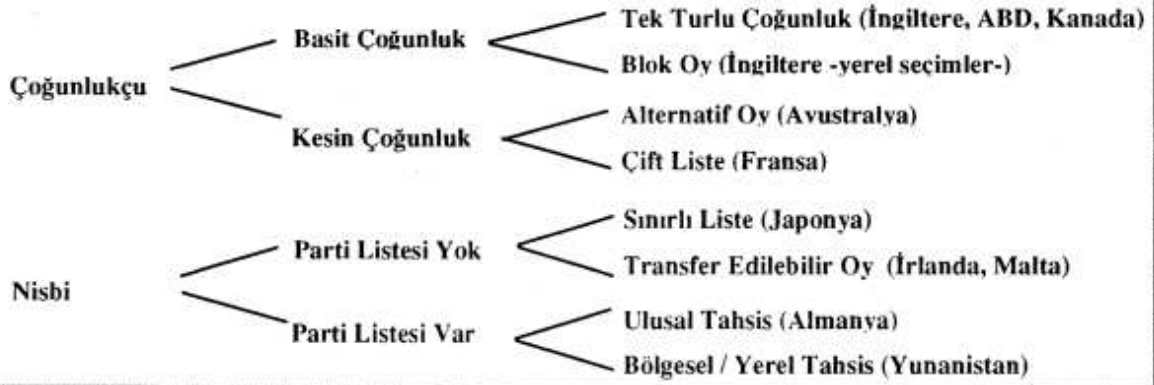 Basit Çoğunluk
Tek Turlu Çoğunluk (İngiltere, ABD, Kanada)
Blok Oy (İngiltere -yerel seçimler-)
Çoğunlukçu
Kesin Çoğunluk
Alternatif Oy (Avustralya)
Çift Liste (Fransa)
Parti Listesi Yok
Sınırlı Liste (Japonya)
Transfer Edilebilir Oy (İrlanda, Malta)
Nisbi
Parti Listesi Var
Ulusal Tahsis (Almanya)
Bölgesel / Yerel Tahsis (Yunanistan)